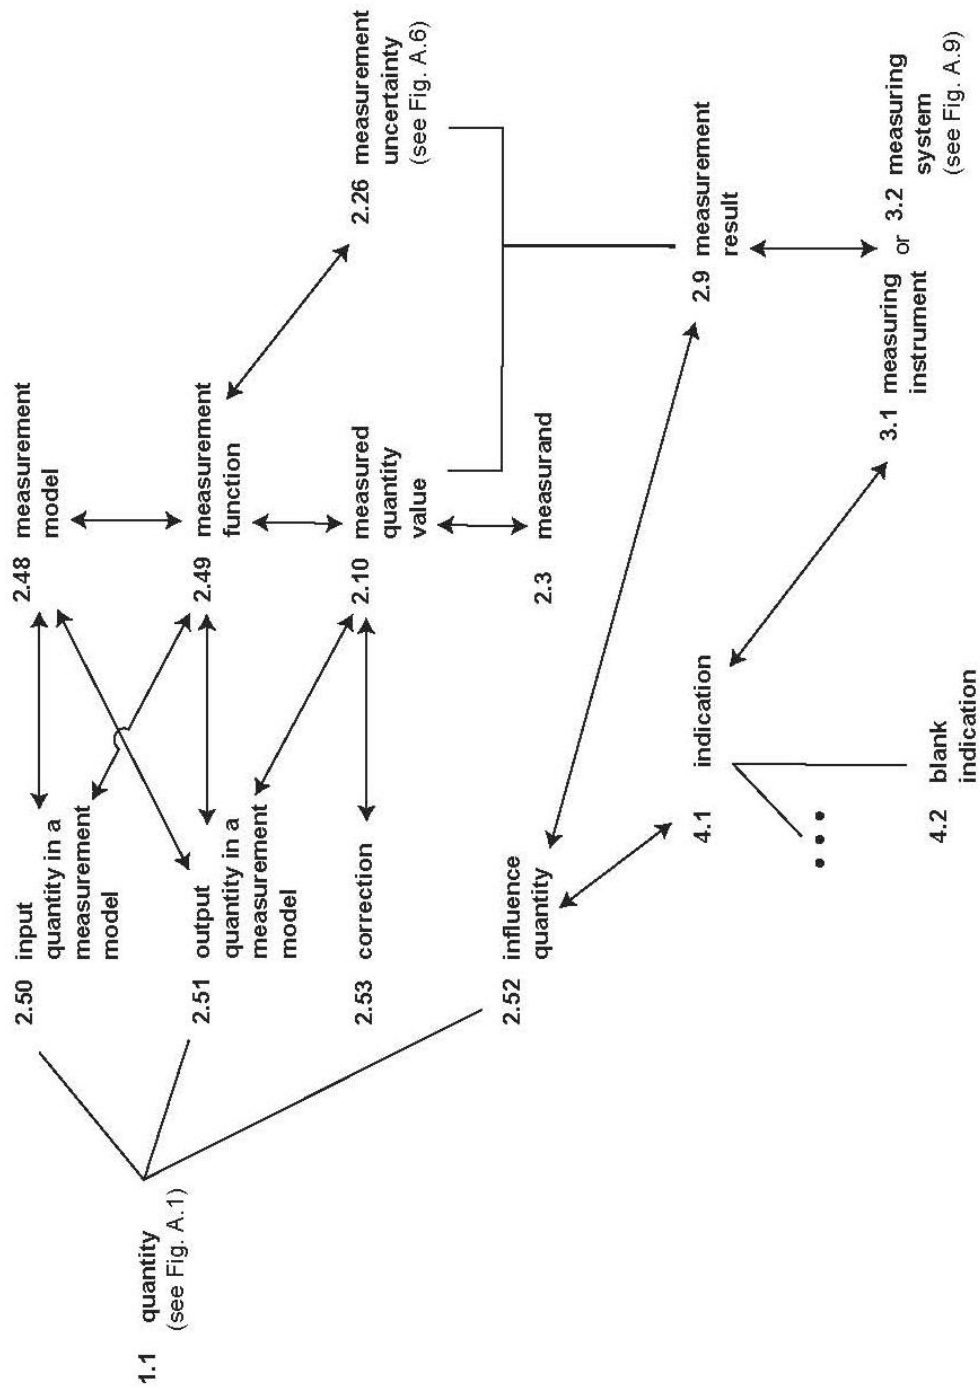 1.1 quantity
(see Fig. A.1)
2.50 input
quantity in a
measurement
model
2.51 output
quantity in a
measurement
model
2.53 correction
2.52 influence
quantity
2.48 measurement
model
2.49 measurement
function
2.10 measured
quantity
value
2.3 measurand
2.26 measurement
uncertainty
(see Fig. A.6)
2.9 measurement
result
4.1 indication
...
4.2 blank
indication
3.1 measuring
instrument
or 3.2 measuring
system
(see Fig. A.9)